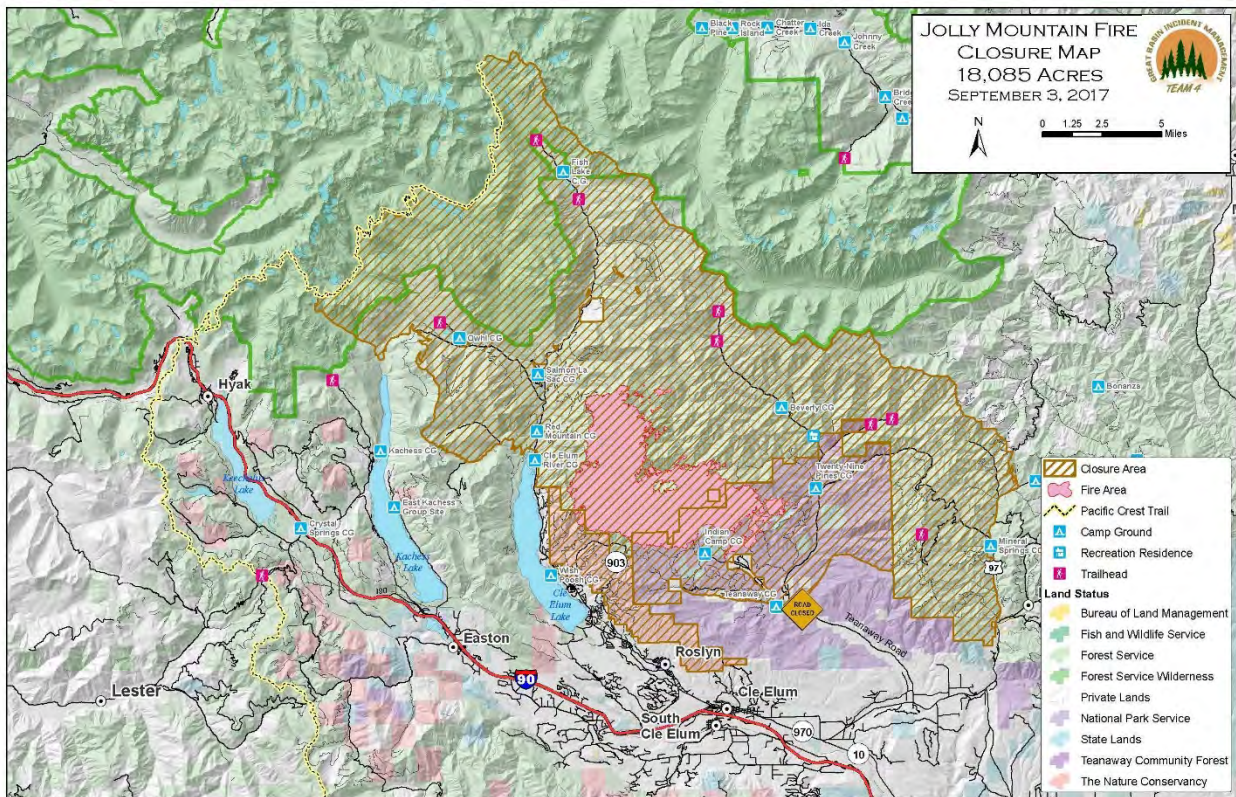 JOLLY MOUNTAIN FIRE
CLOSURE MAP
18,085 ACRES
SEPTEMBER 3, 2017
GREAT BASIN INCIDENT MANAGEMENT
TEAM 4
N
0 1.25 2.5 5
Miles
Black
Pine
Rock
Island
Chatter
Creek
Ida
Creek
Johnny
Creek
Creek
Fish
Lake
C.G.
Owhi CG
Salmon La
Sac CG
Red
Mountain CG
Cle Elum
River CG
Beverly CG
Bonanza
Twenty-Nine
Pines CG
Hyak
Kachess CG
East Kachess
Group Site
Lake
Crystal
Springs CG
Kachess
Lake
Indian
Camp CG
Mineral
Springs CG
97
903
Wish
Poosh CG
Cle
Elum
Lake
Teanaway CG
ROAD
CLOSED
Teanaway Road
Easton
Roslyn
90
Lester
Cle Elum
South
Cle Elum
970
10
Closure Area
Fire Area
Pacific Crest Trail
Camp Ground
Recreation Residence
Trailhead
Land Status
Bureau of Land Management
Fish and Wildlife Service
Forest Service
Forest Service Wilderness
Private Lands
National Park Service
State Lands
Teanaway Community Forest
The Nature Conservancy